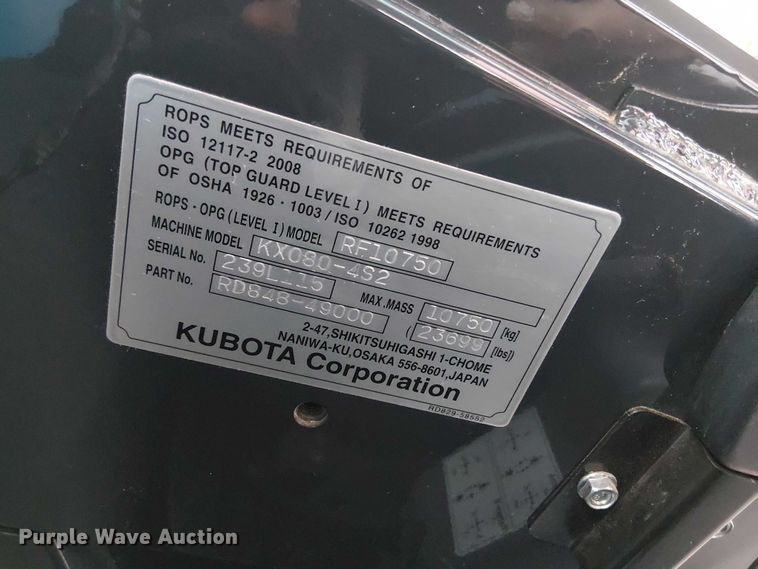 ROPS MEETS REQUIREMENTS OF
ISO 12117-2 2008
OPG (TOP GUARD LEVEL I) MEETS REQUIREMENTS
OF OSHA 1926 · 1003 / ISO 10262 1998
ROPS - OPG (LEVEL I) MODEL RF10750
MACHINE MODEL KX080-4S2
SERIAL No. 239L115 MAX.MASS 10750 [kg]
PART No. RD848-49000 (23699) [lbs]
2-47,SHIKITSUHIGASHI 1-CHOME
NANIWA-KU,OSAKA 556-8601,JAPAN
KUBOTA Corporation
RD829-58552
Purple Wave Auction®